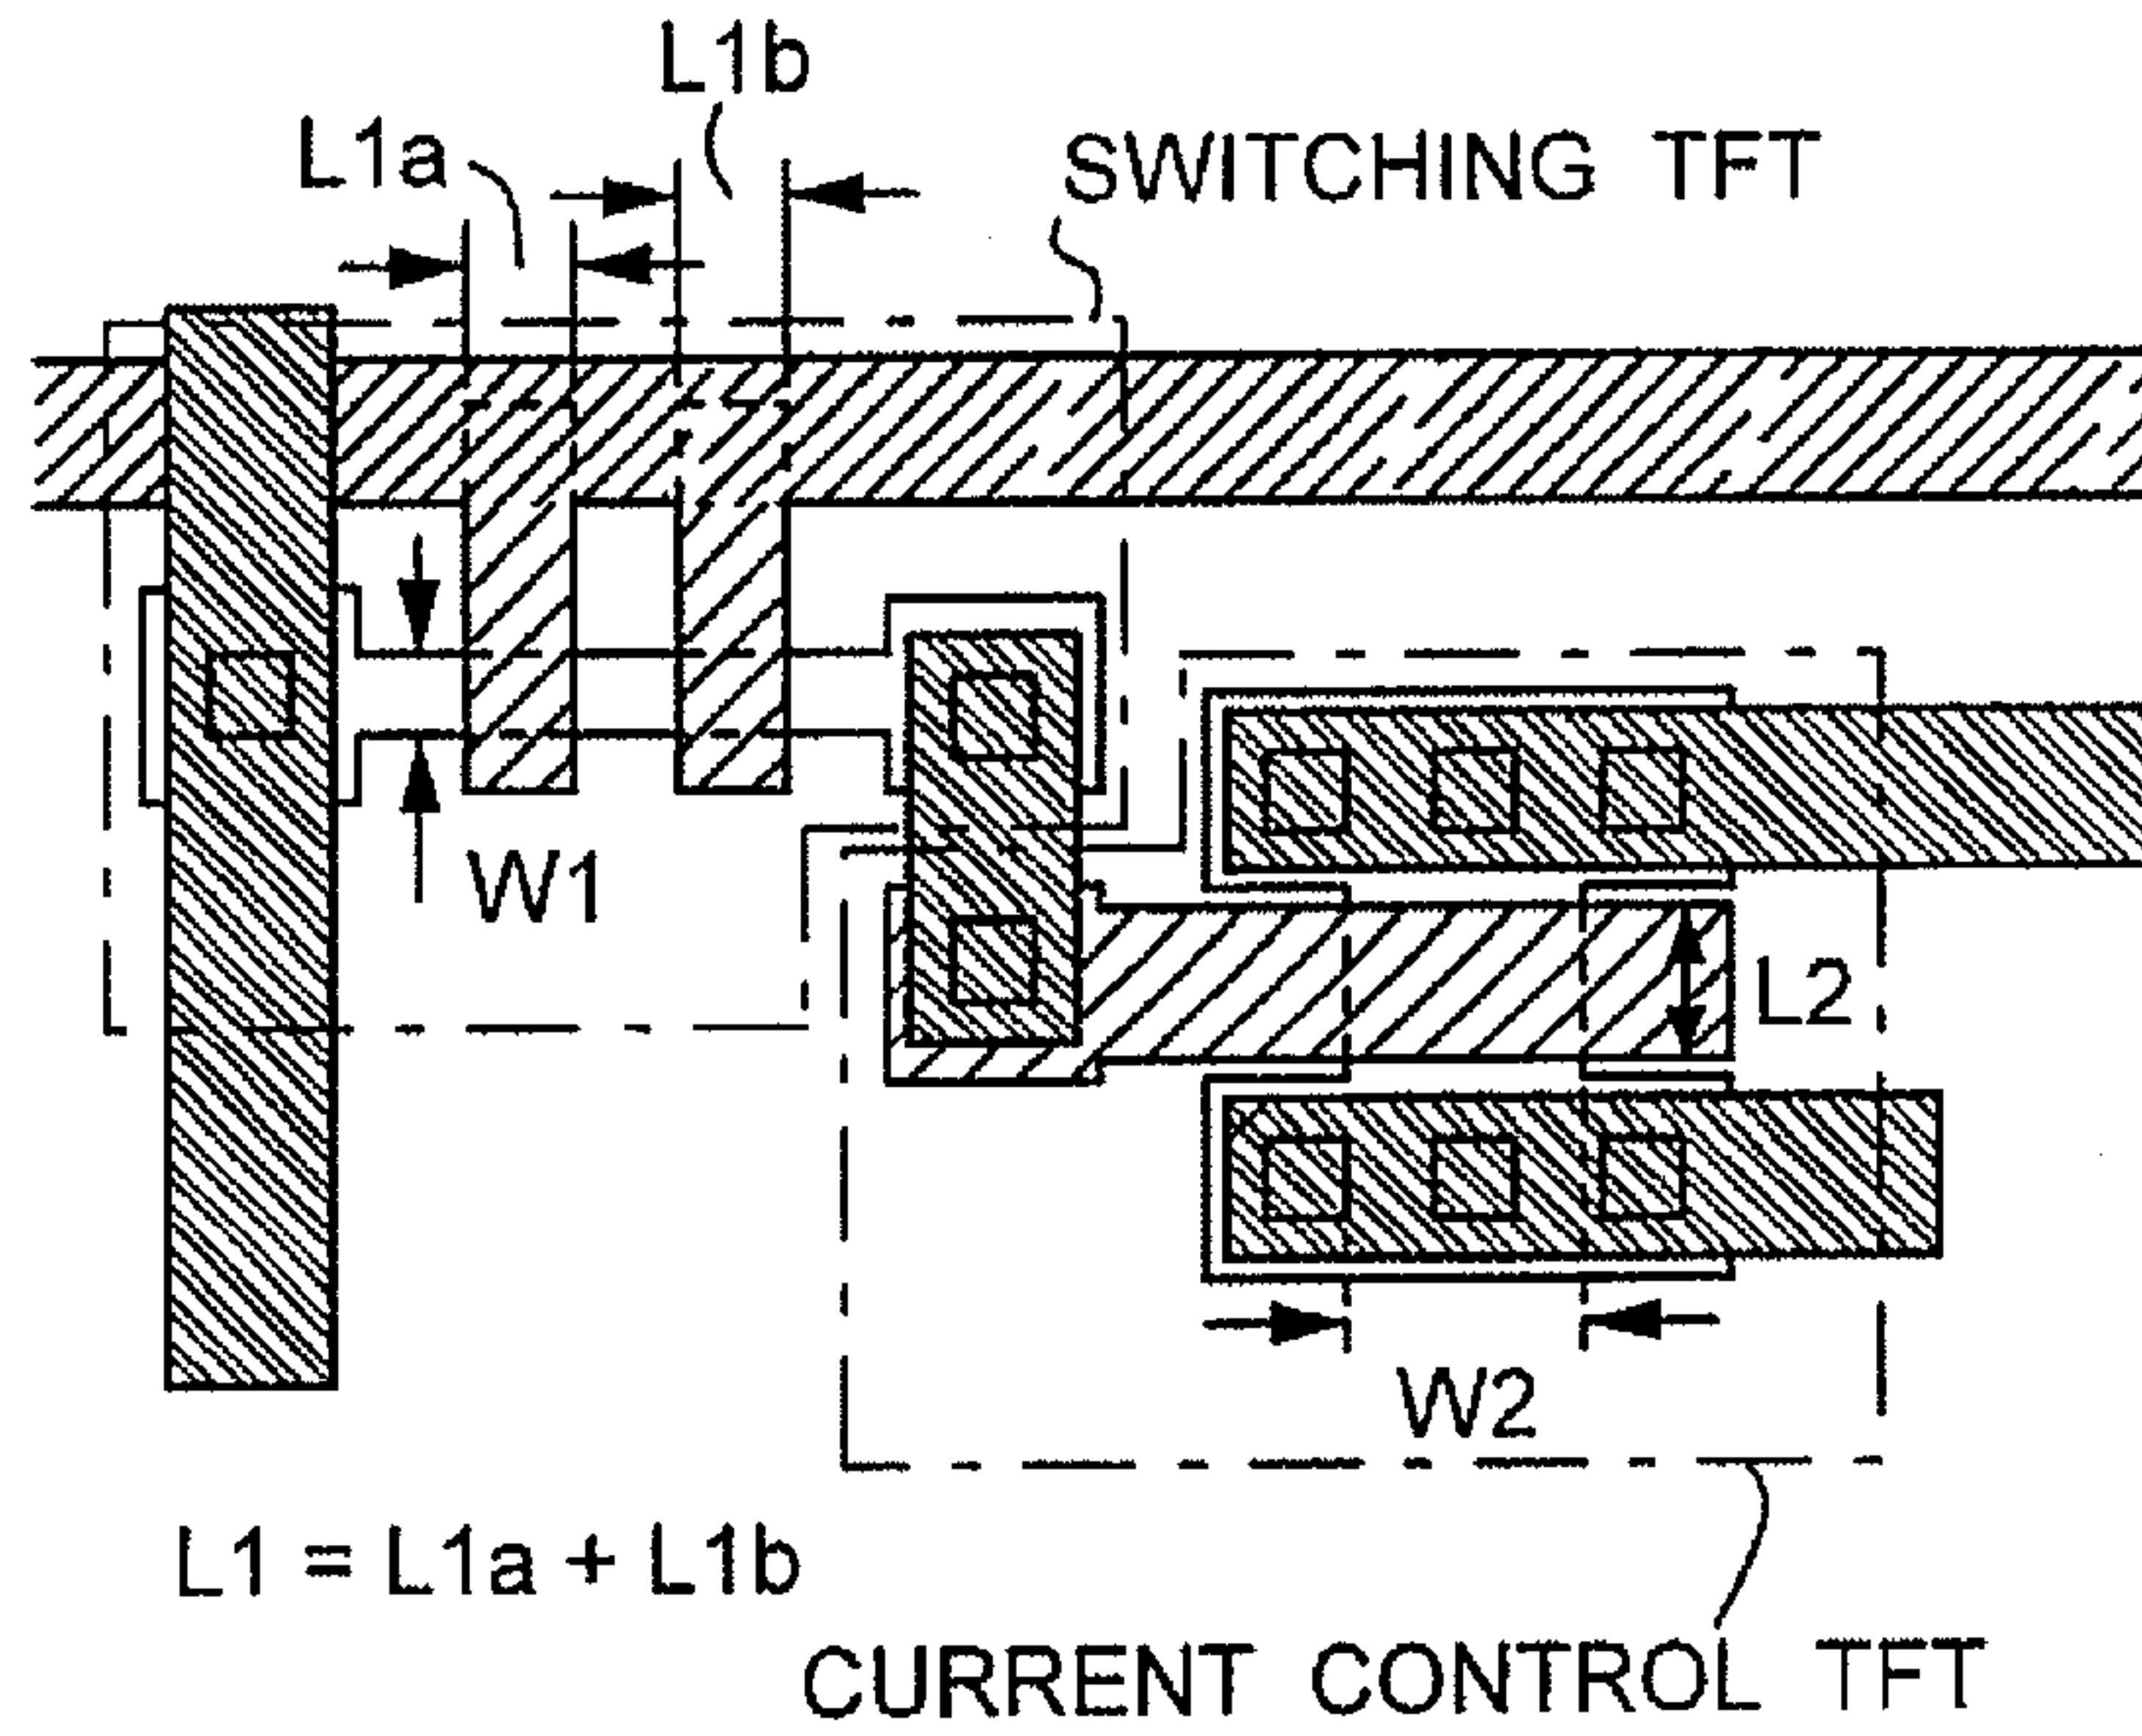 L1b
L1a
SWITCHING TFT
W1
L2
W2
L1 = L1a + L1b
CURRENT CONTROL TFT